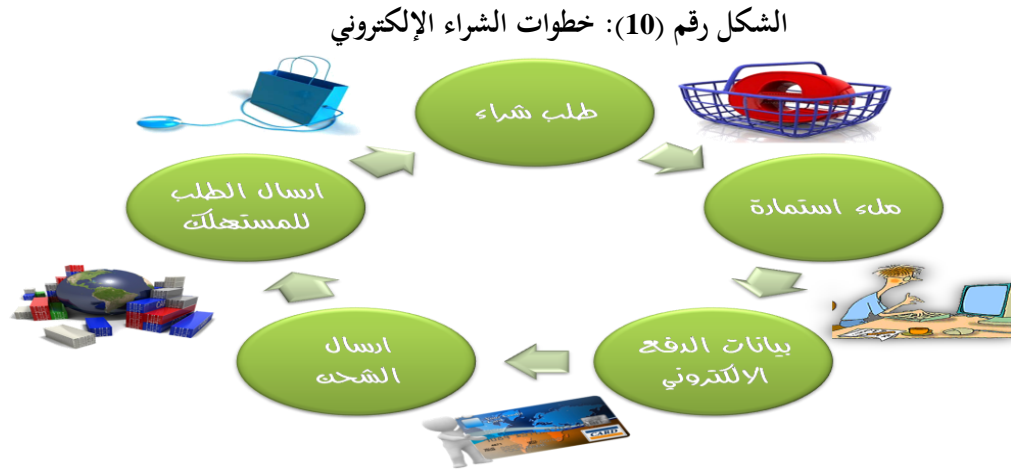 الشكل رقم (10): خطوات الشراء الإلكتروني
طلب شراء
ملء استمارة
بيانات الدفع
الالكتروني
ارسال
الشحن
ارسال الطلب
للمستهلك
CARD